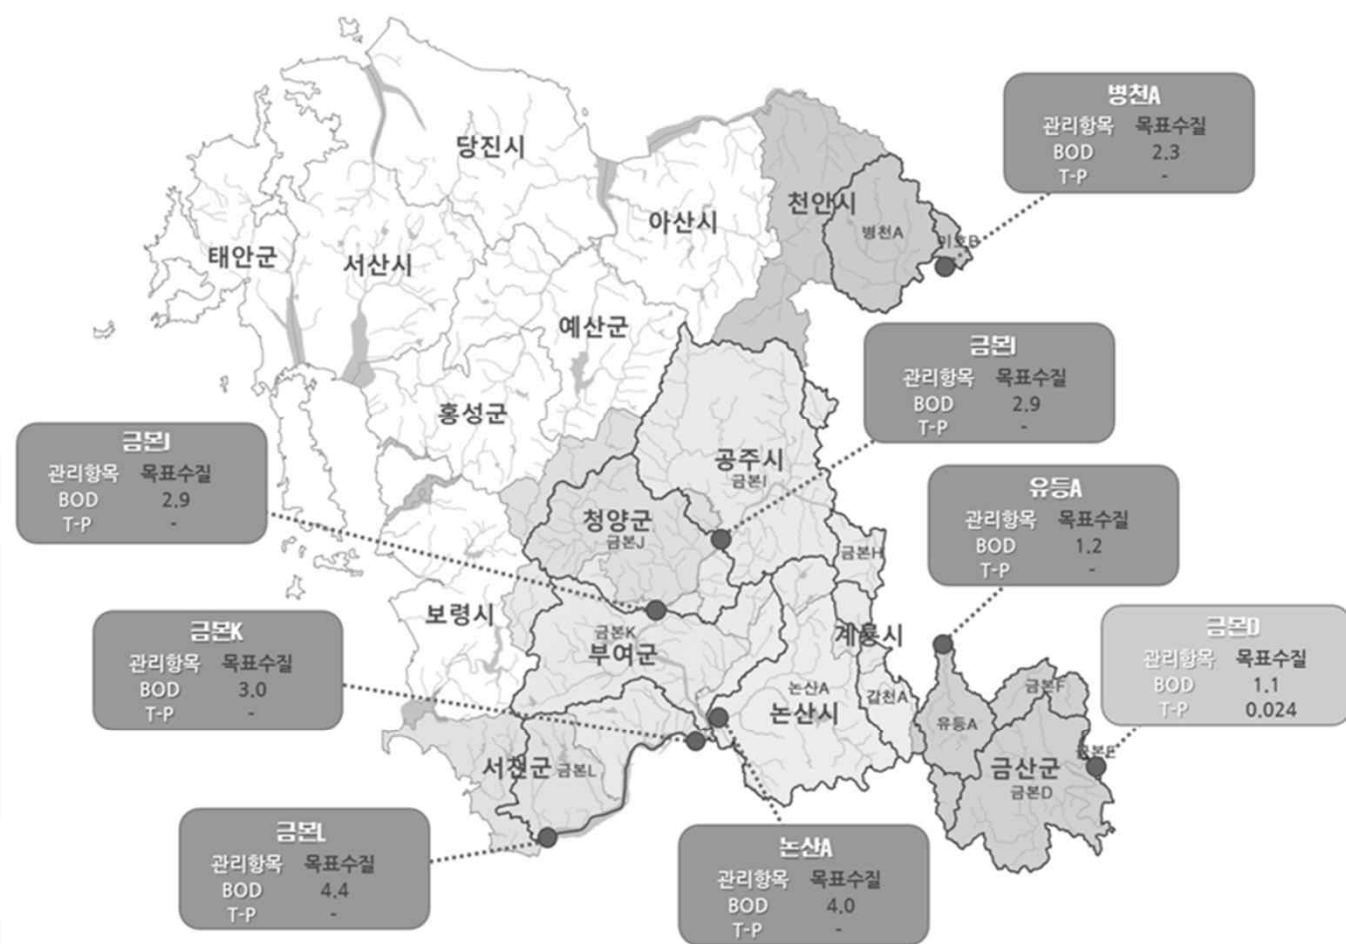 병천A
관리항목 목표수질
BOD 2.3
T-P -
당진시
천안시
아산시
병천A
미호B
태안군
서산시
예산군
금본I
관리항목 목표수질
BOD 2.9
T-P -
홍성군
금본J
관리항목 목표수질
BOD 2.9
T-P -
공주시
금본I
유등A
관리항목 목표수질
BOD 1.2
T-P -
청양군
금본J
금본H
보령시
금본K
부여군
계룡시
금본K
관리항목 목표수질
BOD 3.0
T-P -
금본D
관리항목 목표수질
BOD 1.1
T-P 0.024
논산A
논산시
갑천A
유등A
금본F
금본E
금산군
금본D
서천군
금본L
금본L
관리항목 목표수질
BOD 4.4
T-P -
논산A
관리항목 목표수질
BOD 4.0
T-P -